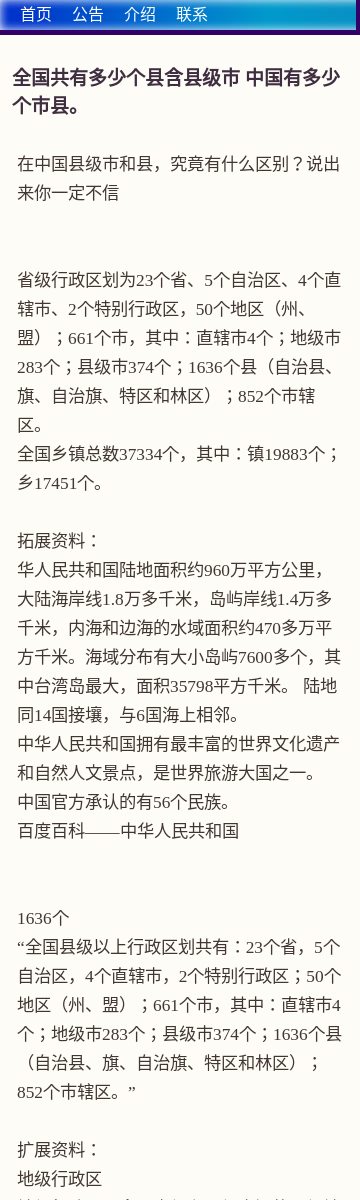 首页 公告 介绍 联系
全国共有多少个县含县级市 中国有多少
个市县。
在中国县级市和县，究竟有什么区别？说出
来你一定不信
省级行政区划为23个省、5个自治区、4个直
辖市、2个特别行政区，50个地区（州、
盟）；661个市，其中：直辖市4个；地级市
283个；县级市374个；1636个县（自治县、
旗、自治旗、特区和林区）；852个市辖
区。
全国乡镇总数37334个，其中：镇19883个；
乡17451个。
拓展资料：
华人民共和国陆地面积约960万平方公里，
大陆海岸线1.8万多千米，岛屿岸线1.4万多
千米，内海和边海的水域面积约470多万平
方千米。海域分布有大小岛屿7600多个，其
中台湾岛最大，面积35798平方千米。 陆地
同14国接壤，与6国海上相邻。
中华人民共和国拥有最丰富的世界文化遗产
和自然人文景点，是世界旅游大国之一。
中国官方承认的有56个民族。
百度百科——中华人民共和国
1636个
“全国县级以上行政区划共有：23个省，5个
自治区，4个直辖市，2个特别行政区；50个
地区（州、盟）；661个市，其中：直辖市4
个；地级市283个；县级市374个；1636个县
（自治县、旗、自治旗、特区和林区）；
852个市辖区。”
扩展资料：
地级行政区